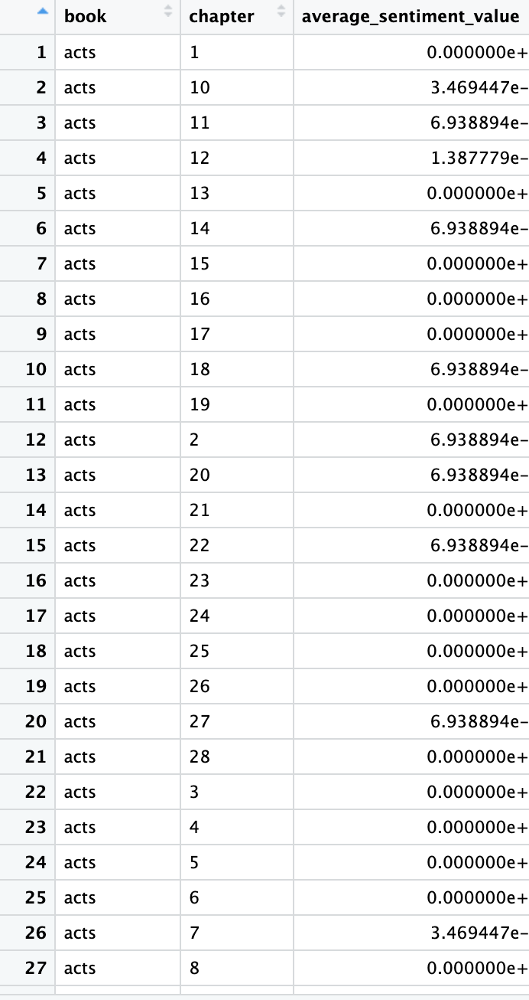 book chapter average_sentiment_value
1 acts 1 0.000000e+
2 acts 10 3.469447e-
3 acts 11 6.938894e-
4 acts 12 1.387779e-
5 acts 13 0.000000e+
6 acts 14 6.938894e-
7 acts 15 0.000000e+
8 acts 16 0.000000e+
9 acts 17 0.000000e+
10 acts 18 6.938894e-
11 acts 19 0.000000e+
12 acts 2 6.938894e-
13 acts 20 6.938894e-
14 acts 21 0.000000e+
15 acts 22 6.938894e-
16 acts 23 0.000000e+
17 acts 24 0.000000e+
18 acts 25 0.000000e+
19 acts 26 0.000000e+
20 acts 27 6.938894e-
21 acts 28 0.000000e+
22 acts 3 0.000000e+
23 acts 4 0.000000e+
24 acts 5 0.000000e+
25 acts 6 0.000000e+
26 acts 7 3.469447e-
27 acts 8 0.000000e+